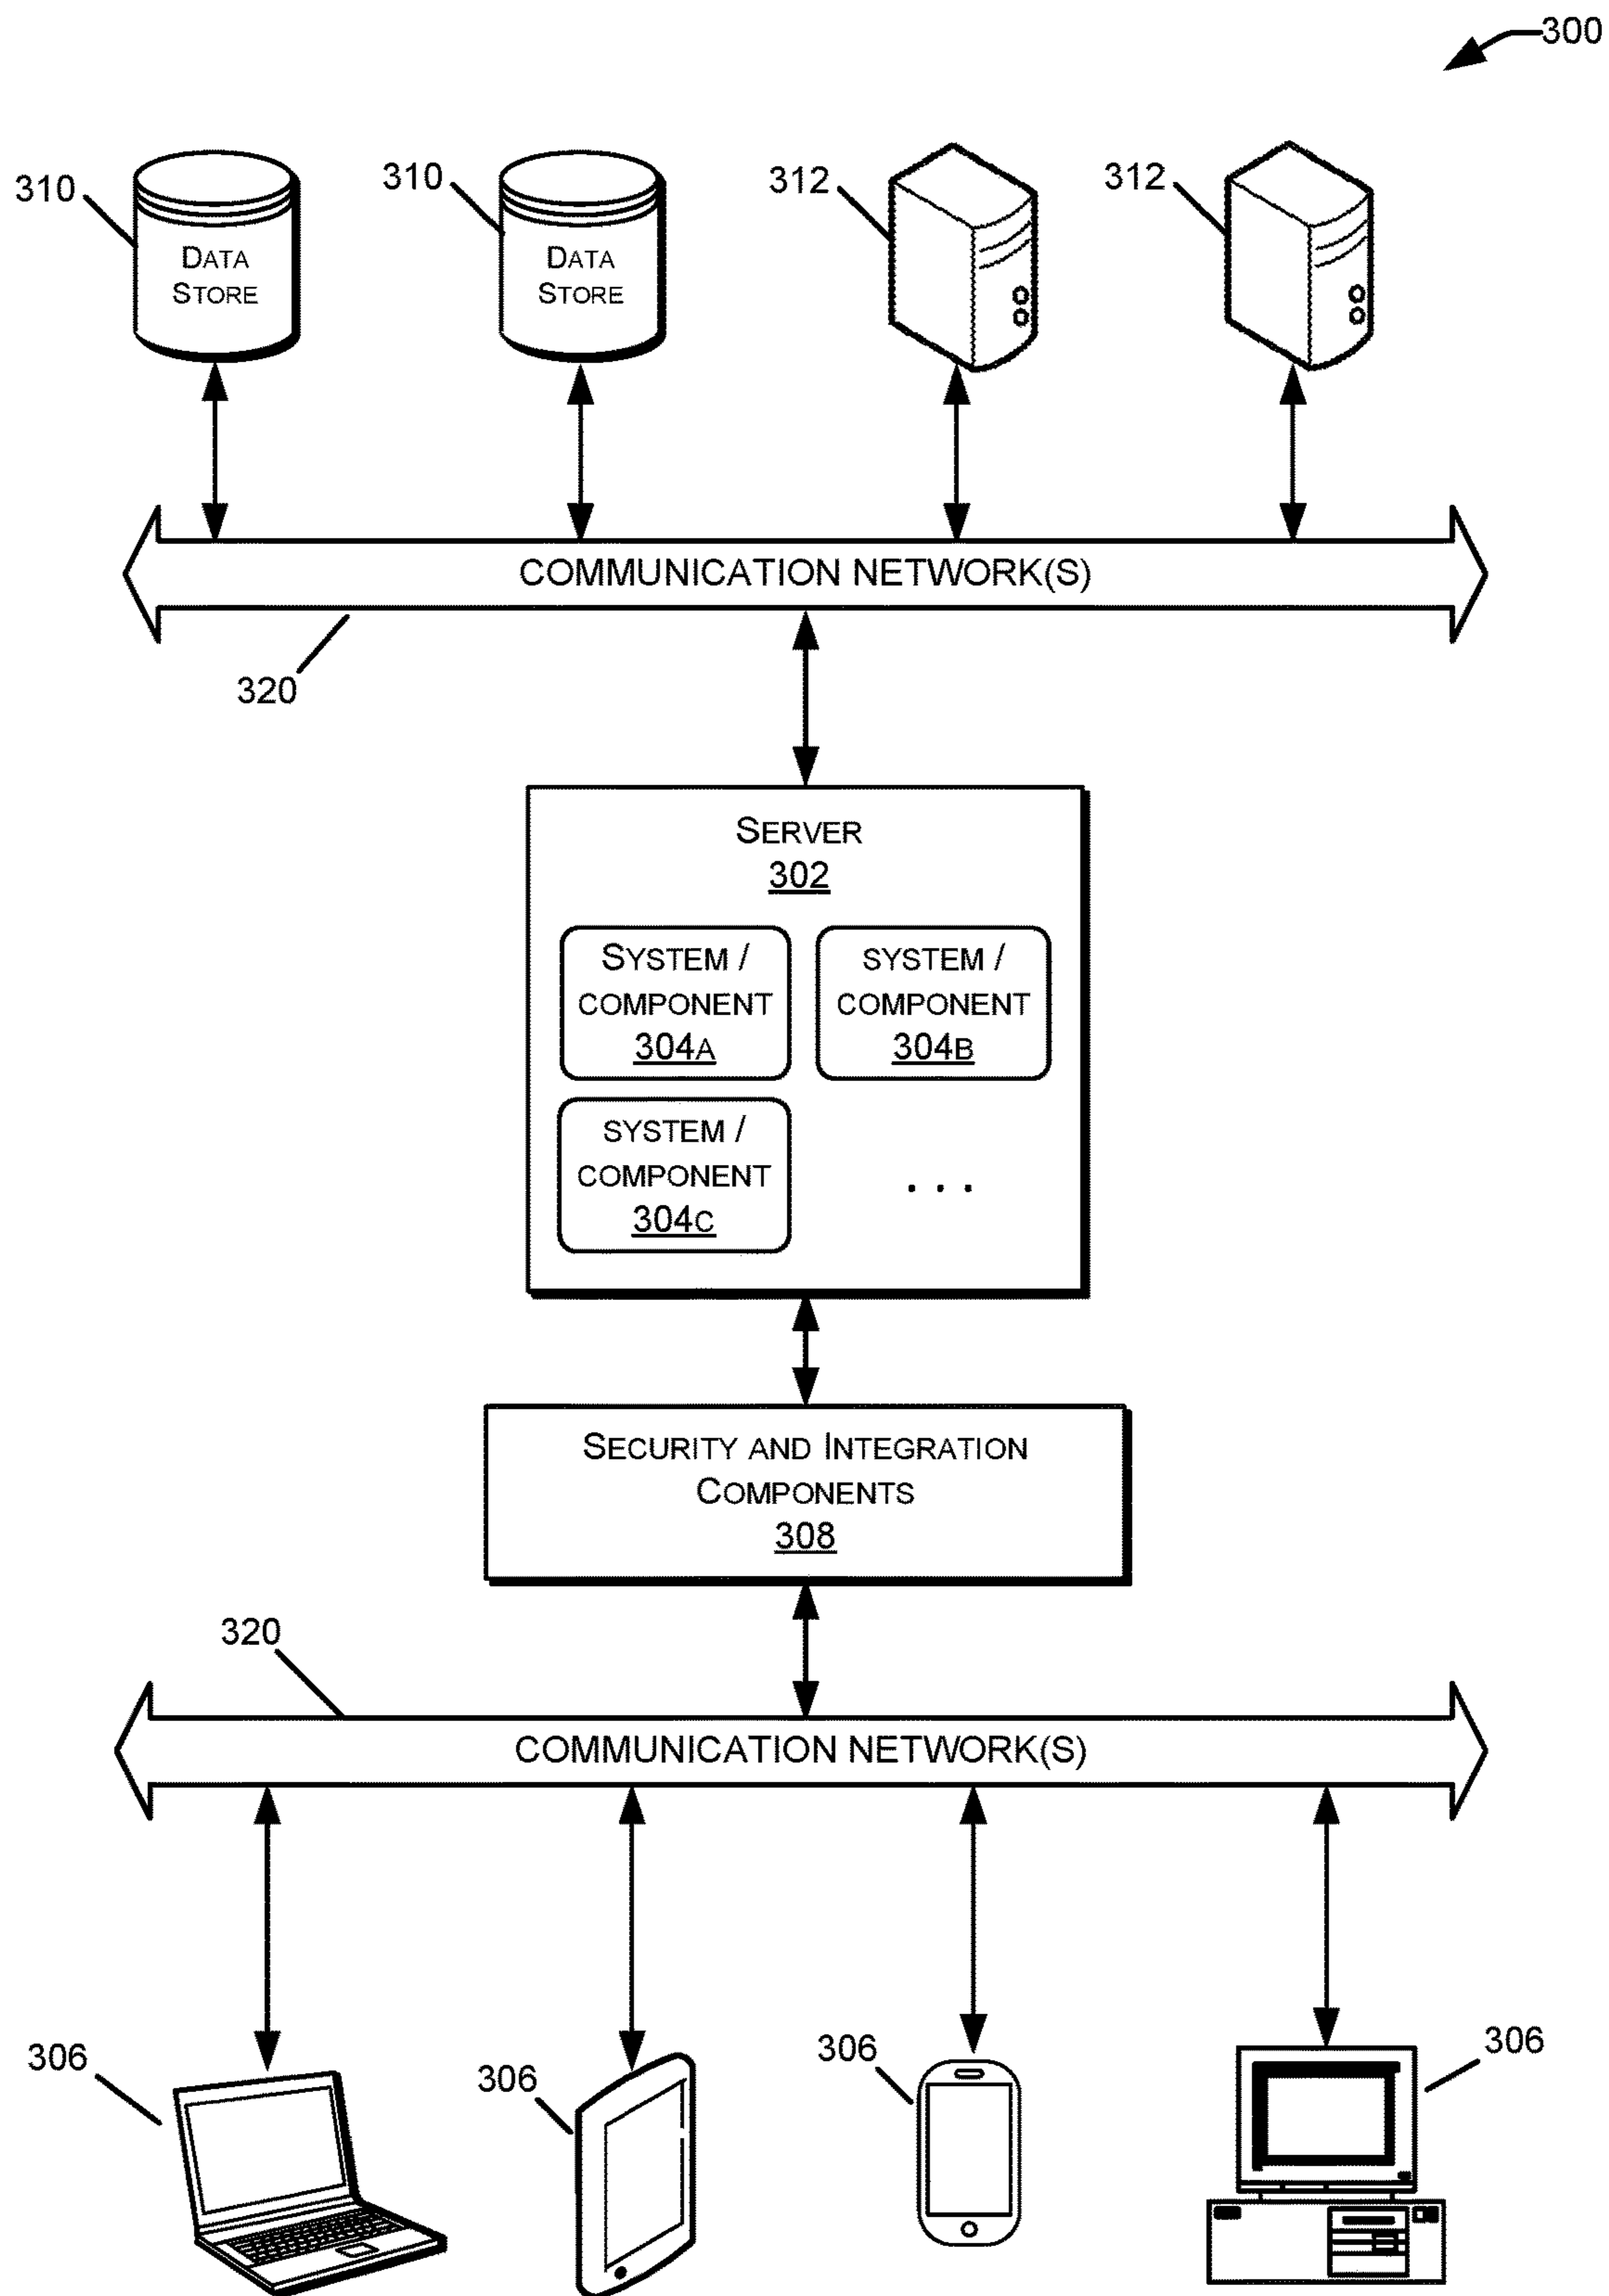 300
310
310
312
312
DATA
STORE
DATA
STORE
COMMUNICATION NETWORK(S)
320
SERVER
302
SYSTEM /
COMPONENT
304A
SYSTEM /
COMPONENT
304B
SYSTEM /
COMPONENT
304C
. . .
SECURITY AND INTEGRATION
COMPONENTS
308
320
COMMUNICATION NETWORK(S)
306
306
306
306